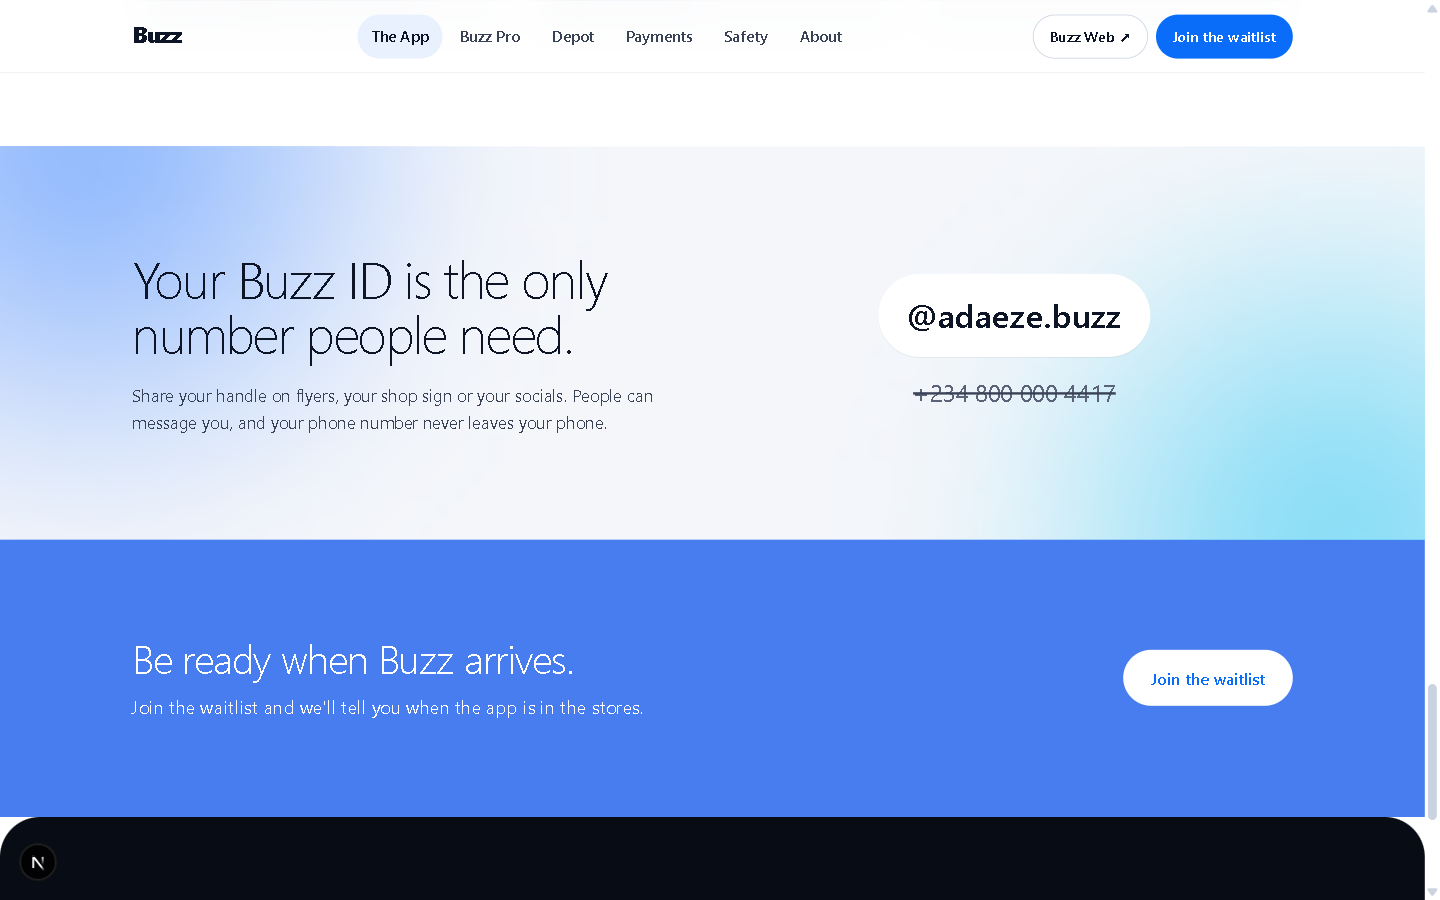 Buzz
The App
Buzz Pro
Depot
Payments
Safety
About
Buzz Web ↗
Join the waitlist
Your Buzz ID is the only
number people need.
Share your handle on flyers, your shop sign or your socials. People can
message you, and your phone number never leaves your phone.
@adaeze.buzz
+234 800 000 4417
Be ready when Buzz arrives.
Join the waitlist and we'll tell you when the app is in the stores.
Join the waitlist
N